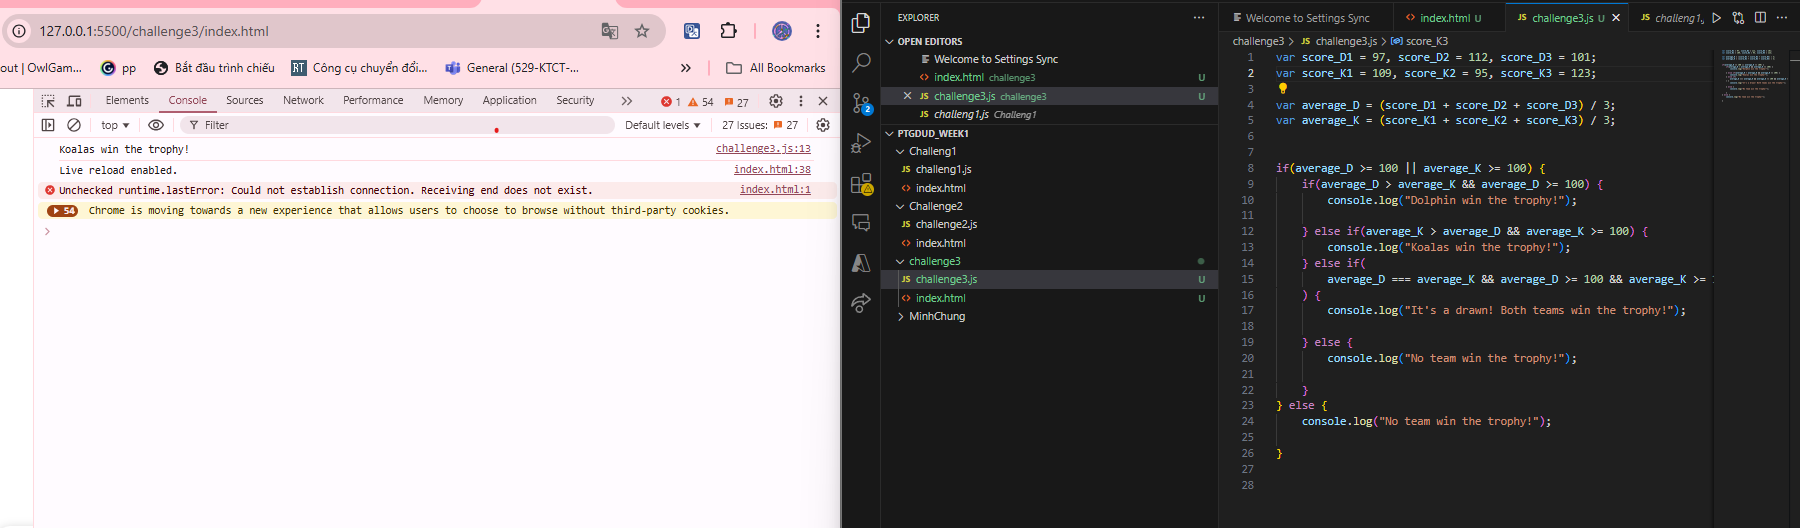 127.0.0.1:5500/challenge3/index.html
out | OwlGam...
pp
Bắt đầu trình chiếu
RT Công cụ chuyển đổi...
General (529-KTCT-...
»
All Bookmarks
Elements Console Sources Network Performance Memory Application Security » 1 54 27
top Filter Default levels 27 Issues: 27
Koalas win the trophy! challenge3.js:13
Live reload enabled. index.html:38
Unchecked runtime.lastError: Could not establish connection. Receiving end does not exist. index.html:1
54 Chrome is moving towards a new experience that allows users to choose to browse without third-party cookies.
>
2
EXPLORER ...
OPEN EDITORS
Welcome to Settings Sync
index.html challenge3 U
JS challenge3.js challenge3 U
JS challeng1.js Challeng1
PTGDUD_WEEK1
Challeng1
JS challeng1.js
index.html
Challenge2
JS challenge2.js
index.html
challenge3
JS challenge3.js U
index.html U
MinhChung
Welcome to Settings Sync index.html U JS challenge3.js U JS challeng1. ...
challenge3 > JS challenge3.js > score_K3
1 var score_D1 = 97, score_D2 = 112, score_D3 = 101;
2 var score_K1 = 109, score_K2 = 95, score_K3 = 123;
3
4 var average_D = (score_D1 + score_D2 + score_D3) / 3;
5 var average_K = (score_K1 + score_K2 + score_K3) / 3;
6
7
8 if(average_D >= 100 || average_K >= 100) {
9 if(average_D > average_K && average_D >= 100) {
10 console.log("Dolphin win the trophy!");
11
12 } else if(average_K > average_D && average_K >= 100) {
13 console.log("Koalas win the trophy!");
14 } else if(
15 average_D === average_K && average_D >= 100 && average_K >=
16 ) {
17 console.log("It's a drawn! Both teams win the trophy!");
18
19 } else {
20 console.log("No team win the trophy!");
21
22 }
23 } else {
24 console.log("No team win the trophy!");
25
26 }
27
28